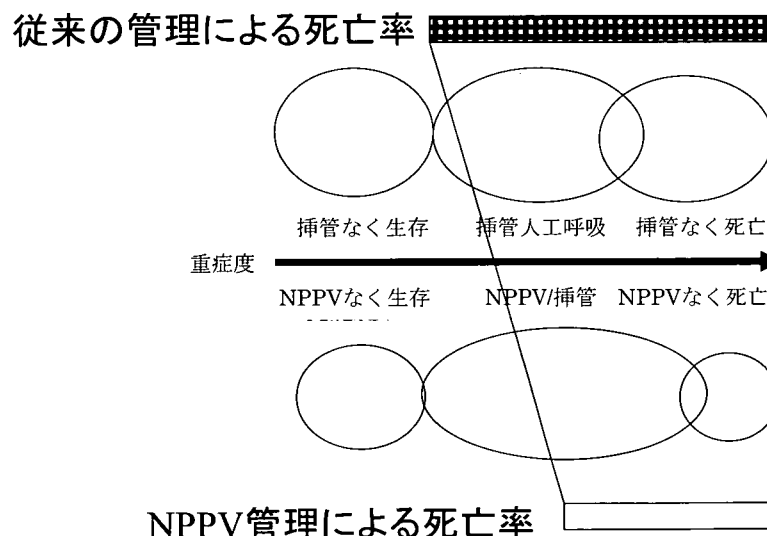 従来の管理による死亡率
挿管なく生存 挿管人工呼吸 挿管なく死亡
重症度
NPPVなく生存 NPPV/挿管 NPPVなく死亡
NPPV管理による死亡率